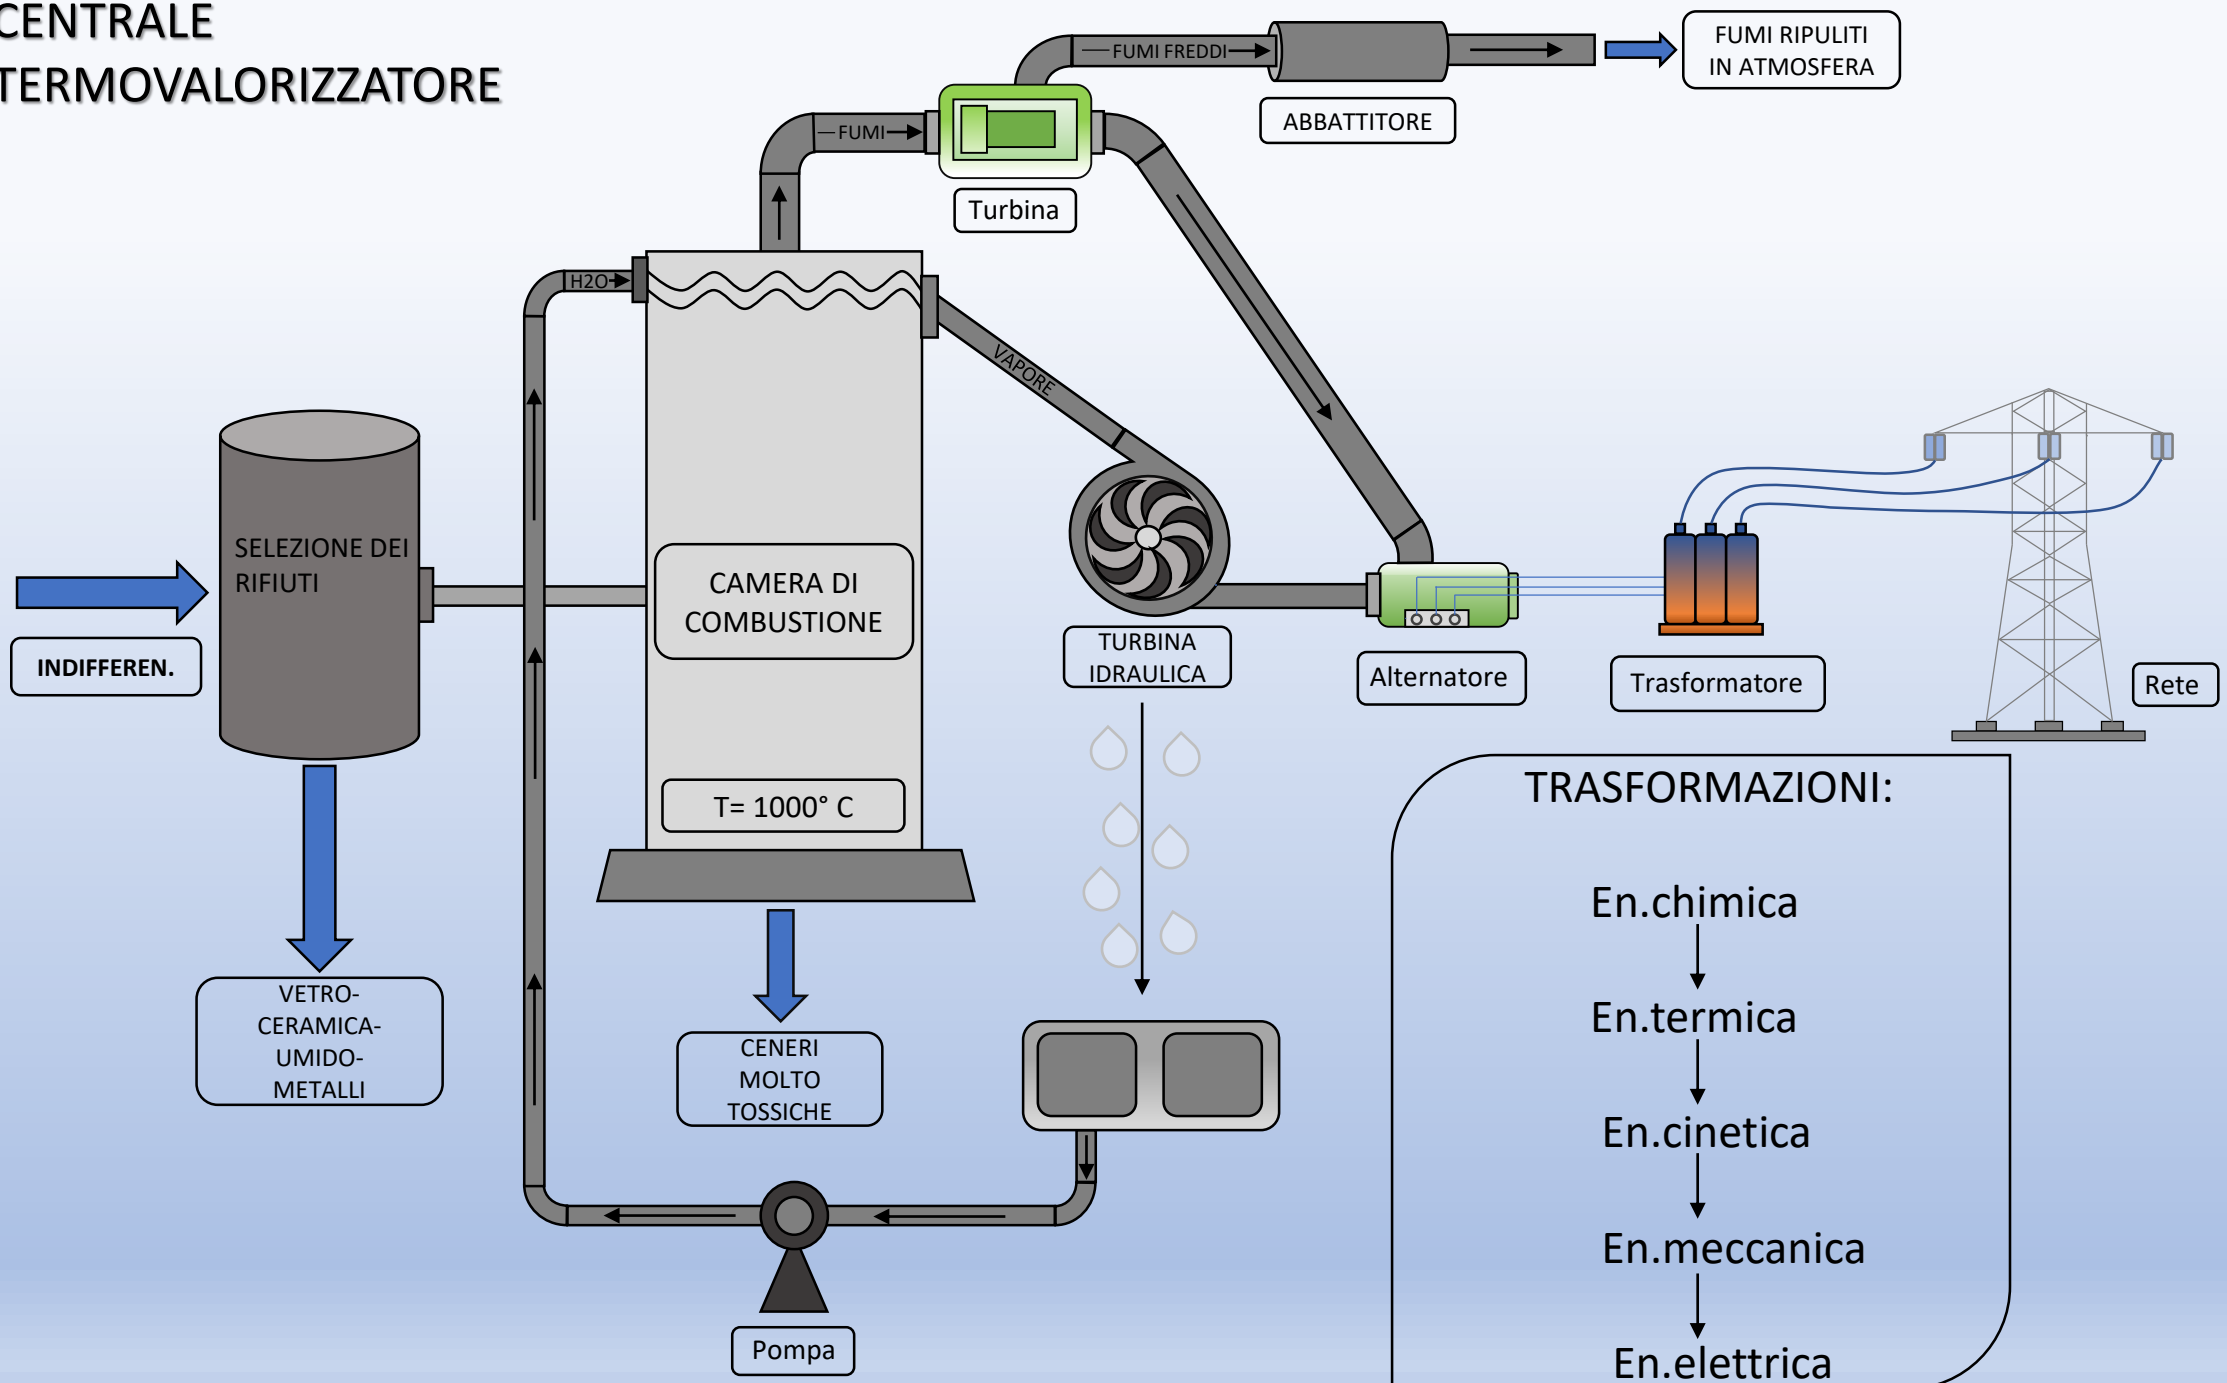 CENTRALE
TERMOVALORIZZATORE
FUMI FREDDI
FUMI RIPULITI
IN ATMOSFERA
ABBATTITORE
FUMI
Turbina
H2O
VAPORE
SELEZIONE DEI
RIFIUTI
INDIFFEREN.
CAMERA DI
COMBUSTIONE
T= 1000° C
TURBINA
IDRAULICA
Alternatore
Trasformatore
Rete
VETRO-
CERAMICA-
UMIDO-
METALLI
CENERI
MOLTO
TOSSICHE
Pompa
TRASFORMAZIONI:
En.chimica
En.termica
En.cinetica
En.meccanica
En.elettrica